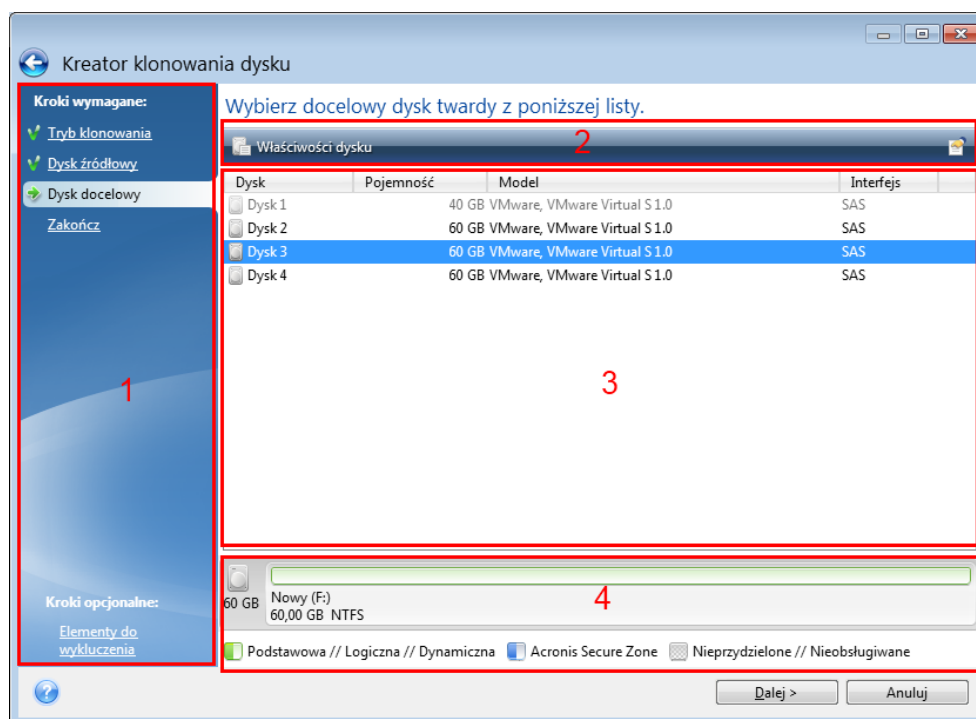 Kreator klonowania dysku
Kroki wymagane:
Tryb klonowania
Dysk źródłowy
Dysk docelowy
Zakończ
1
Kroki opcjonalne:
Elementy do
wykluczenia
Wybierz docelowy dysk twardy z poniższej listy.
Właściwości dysku
2
Dysk Pojemność Model Interfejs
Dysk 1 40 GB VMware, VMware Virtual S 1.0 SAS
Dysk 2 60 GB VMware, VMware Virtual S 1.0 SAS
Dysk 3 60 GB VMware, VMware Virtual S 1.0 SAS
Dysk 4 60 GB VMware, VMware Virtual S 1.0 SAS
3
60 GB
Nowy (F:)
60,00 GB NTFS
4
Podstawowa // Logiczna // Dynamiczna Acronis Secure Zone Nieprzydzielone // Nieobsługiwane
?
Dalej > Anuluj